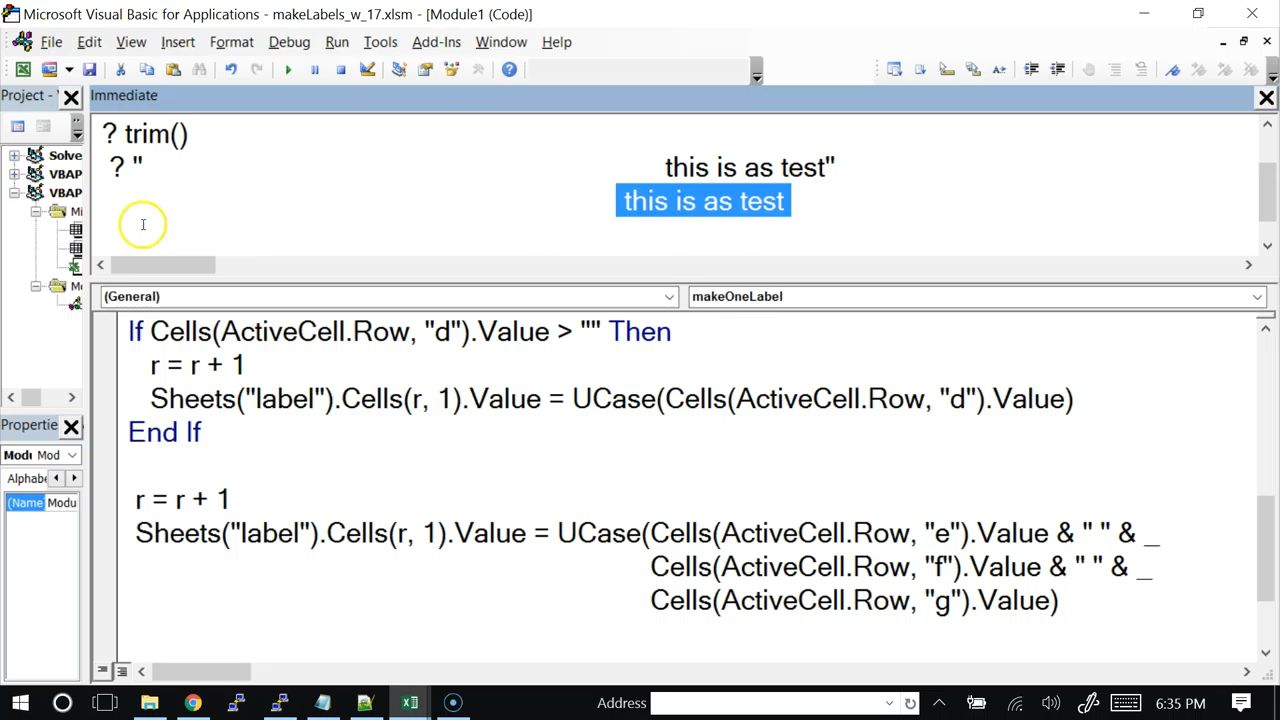 Microsoft Visual Basic for Applications - makeLabels_w_17.xlsm - [Module1 (Code)]
File Edit View Insert Format Debug Run Tools Add-Ins Window Help
Project - Immediate
? trim()
? " this is as test"
this is as test
Solve
VBAP
VBAP
Mi
Mo
(General) makeOneLabel
If Cells(ActiveCell.Row, "d").Value > "" Then
r = r + 1
Sheets("label").Cells(r, 1).Value = UCase(Cells(ActiveCell.Row, "d").Value)
End If
r = r + 1
Sheets("label").Cells(r, 1).Value = UCase(Cells(ActiveCell.Row, "e").Value & " " & _
Cells(ActiveCell.Row, "f").Value & " " & _
Cells(ActiveCell.Row, "g").Value)
Properties
Modu Mod
Alphabe
(Name) Modu
Address 6:35 PM